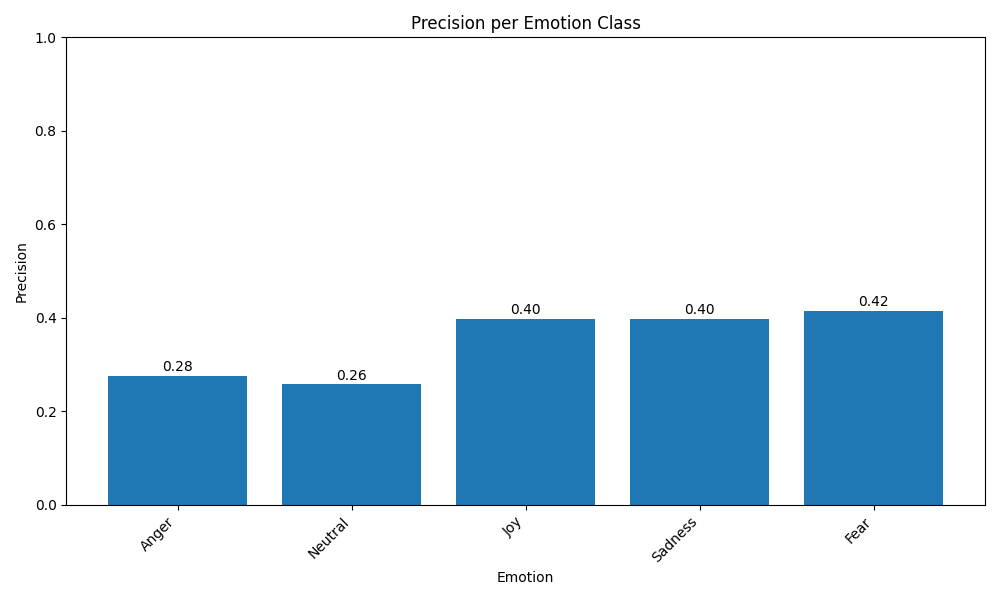 Precision per Emotion Class
1.0
0.8
0.6
0.4
0.2
0.0
Precision
0.28
0.26
0.40
0.40
0.42
Anger
Neutral
Joy
Sadness
Fear
Emotion